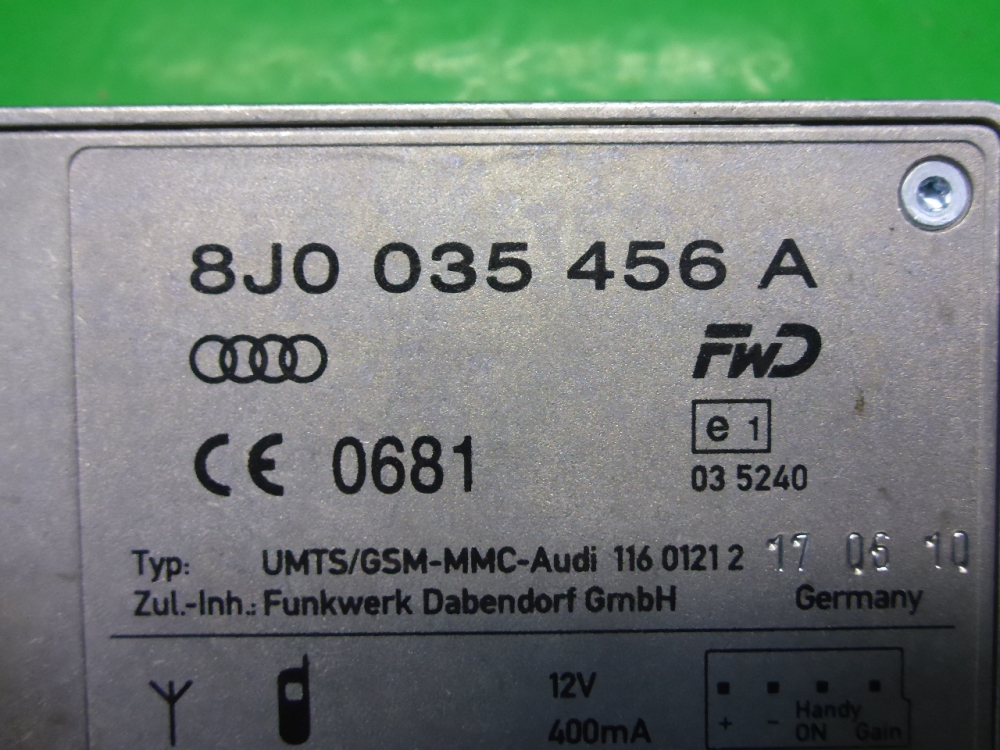 8J0 035 456 A
FWD
CE 0681
e 1
03 5240
Typ: UMTS/GSM-MMC-Audi 116 0121 2 17 06 10
Zul.-Inh.: Funkwerk Dabendorf GmbH Germany
12V
400mA
+ - Handy ON Gain